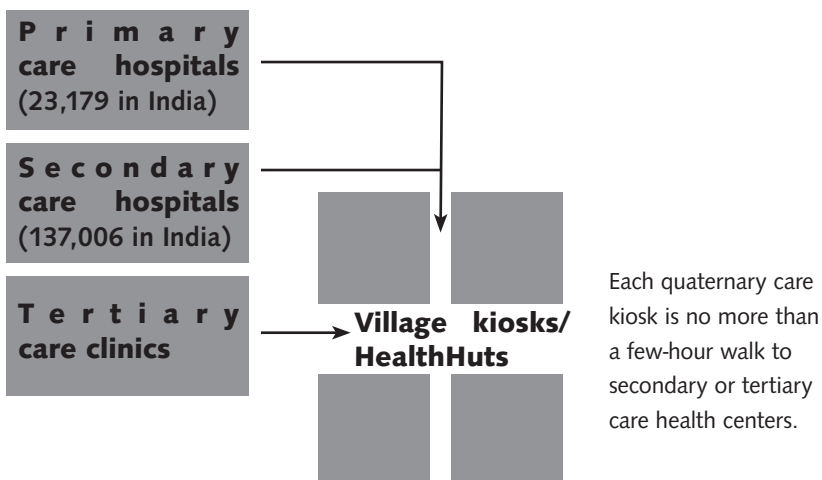 Primary
care hospitals
(23,179 in India)
Secondary
care hospitals
(137,006 in India)
Tertiary
care clinics
Village kiosks/
HealthHuts
Each quaternary care
kiosk is no more than
a few-hour walk to
secondary or tertiary
care health centers.